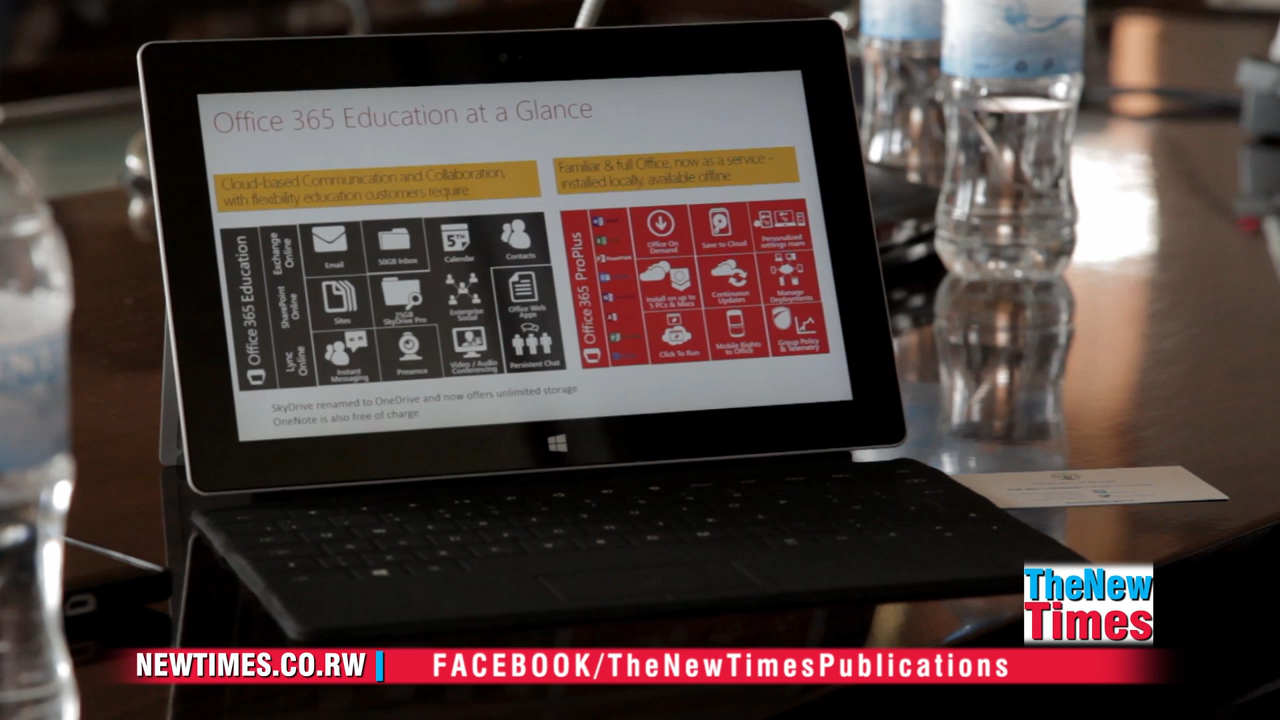 Office 365 Education at a Glance
Cloud-based Communication and Collaboration,
with flexibility education customers require
Familiar & full Office, now as a service -
installed locally, available offline
Office 365 Education
Exchange
Online
Email
50GB Inbox
Calendar
5TH
Contacts
SharePoint
Online
Sites
25GB
SkyDrive Pro
Enterprise
Social
Office Web
Apps
Lync
Online
Instant
Messaging
Presence
Video / Audio
Conferencing
Persistent Chat
Office 365 ProPlus
PowerPoint
Office On
Demand
Save to Cloud
Personalized
settings roam
Install on up to
5 PCs & Macs
Continuous
Updates
Manage
Deployments
Click To Run
Mobile Rights
to Office
Group Policy
& Telemetry
SkyDrive renamed to OneDrive and now offers unlimited storage
OneNote is also free of charge
TheNew
Times
NEWTIMES.CO.RW
FACEBOOK/TheNewTimesPublications